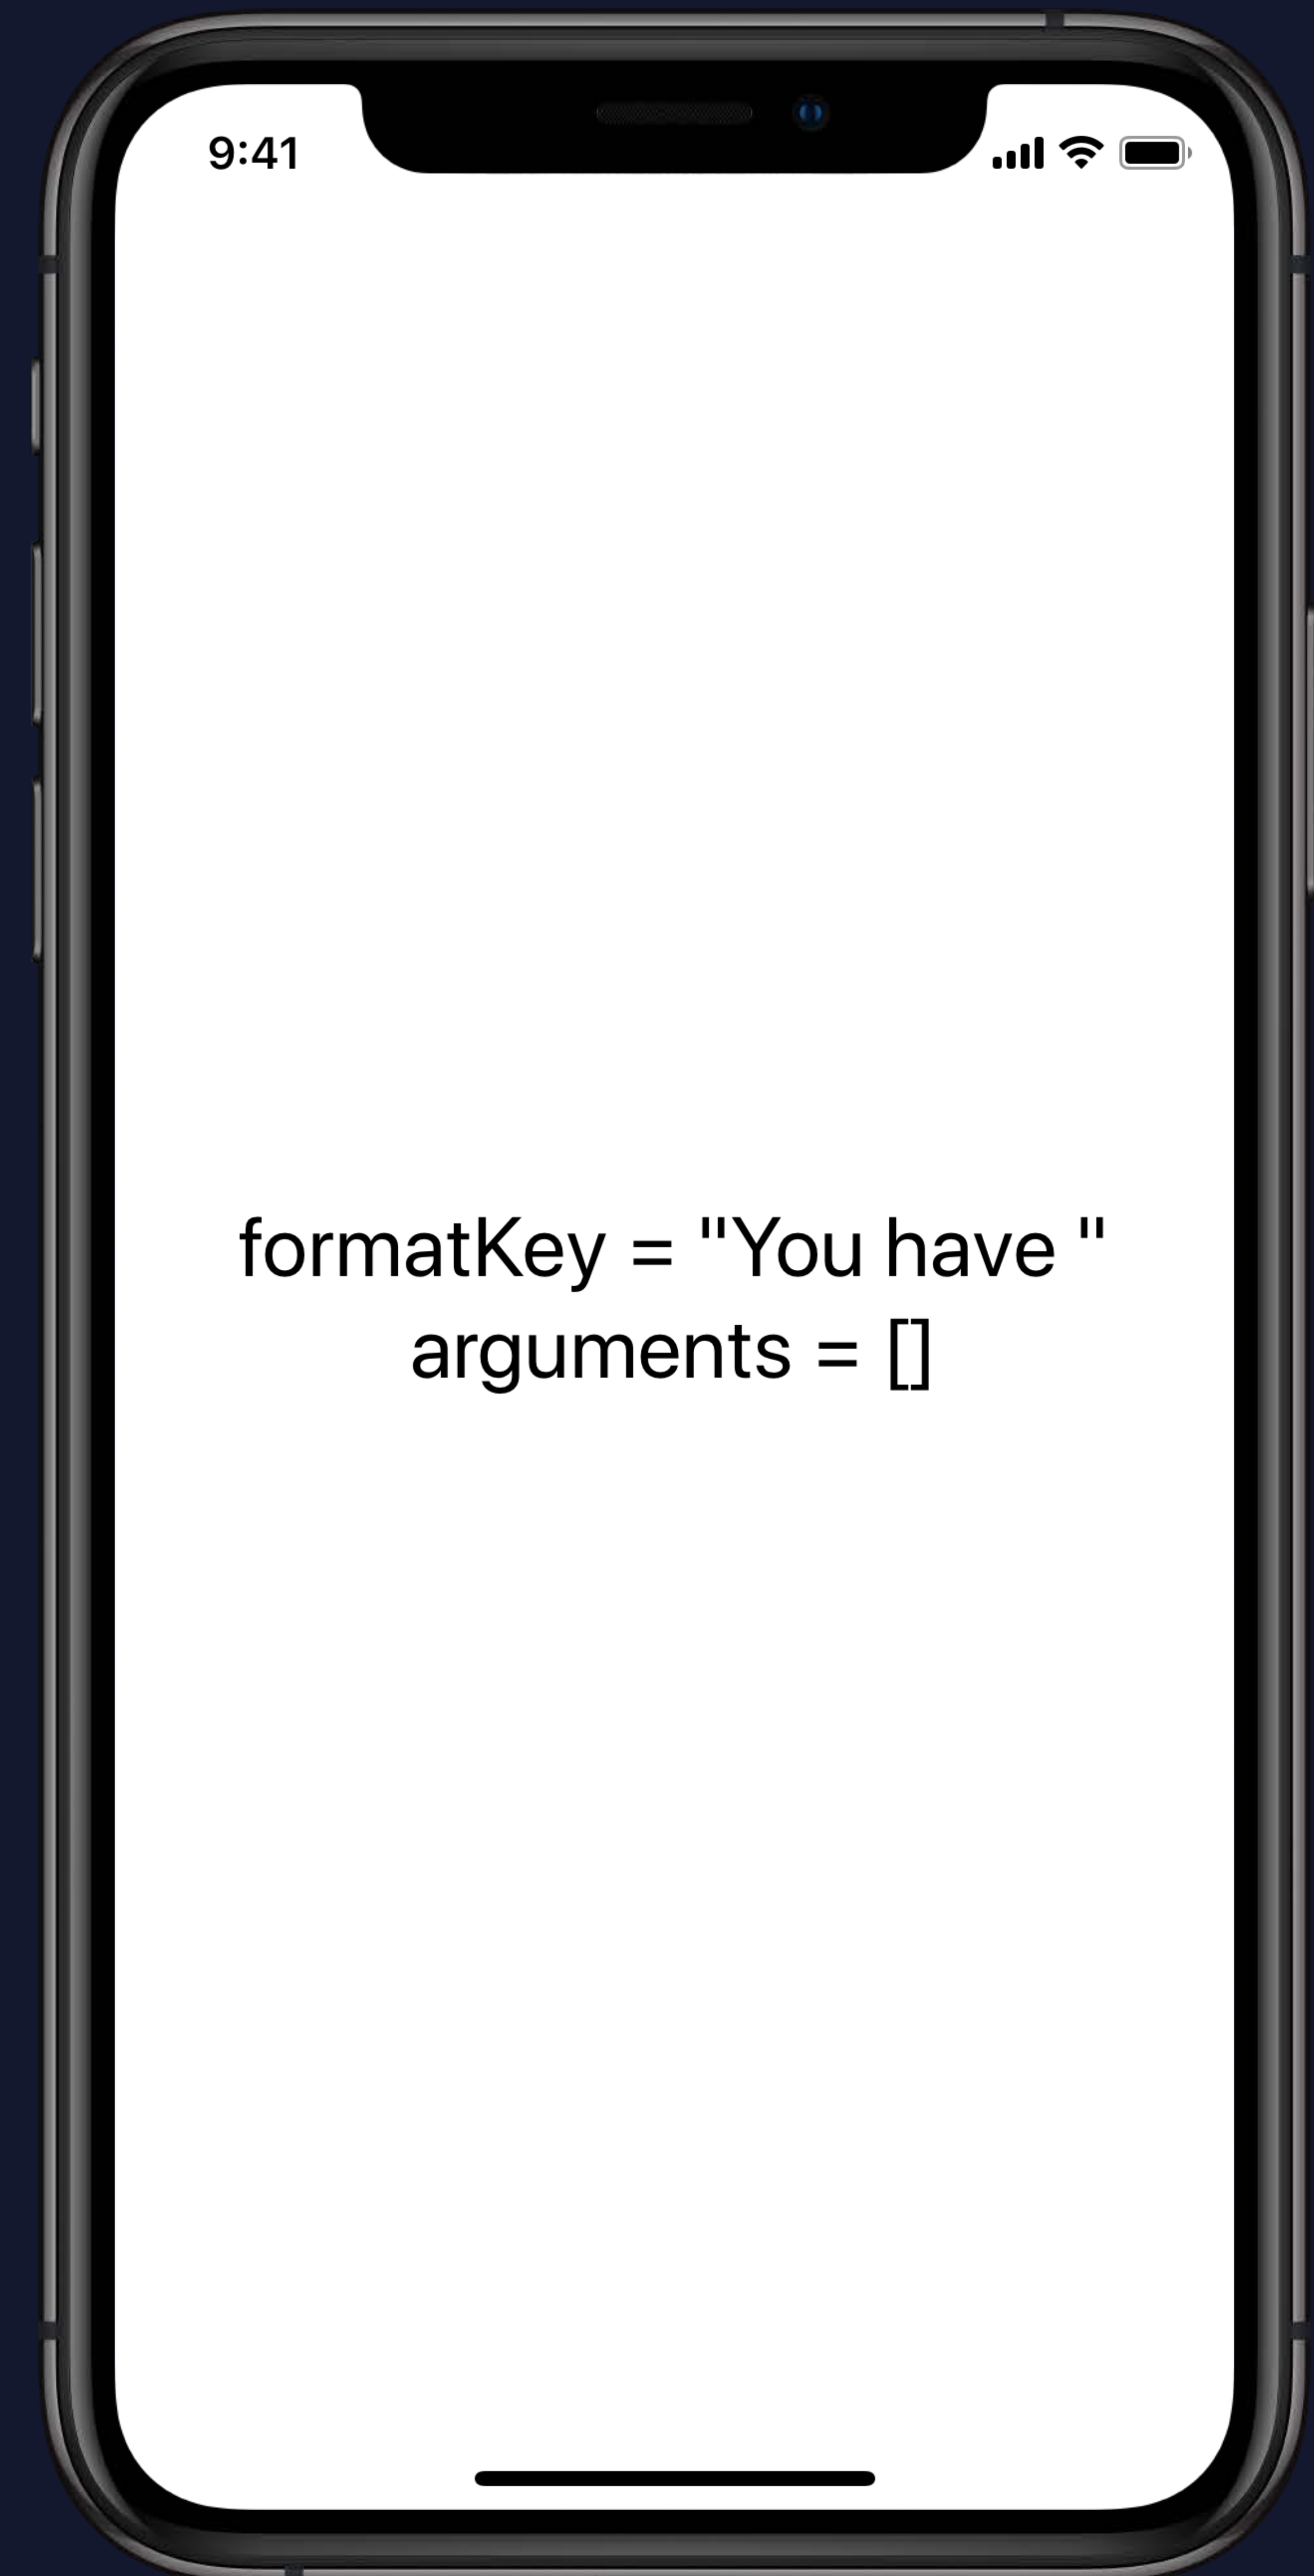 9:41
formatKey = "You have "
arguments = []